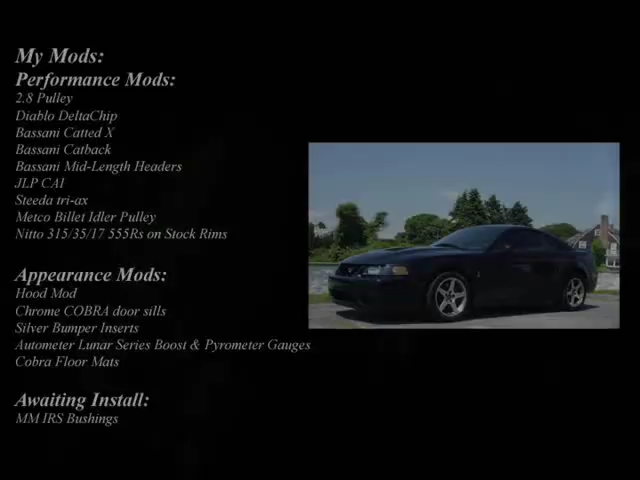 My Mods:
Performance Mods:
2.8 Pulley
Diablo DeltaChip
Bassani Catted X
Bassani Catback
Bassani Mid-Length Headers
JLP CAI
Steeda tri-ax
Metco Billet Idler Pulley
Nitto 315/35/17 555Rs on Stock Rims
Appearance Mods:
Hood Mod
Chrome COBRA door sills
Silver Bumper Inserts
Autometer Lunar Series Boost & Pyrometer Gauges
Cobra Floor Mats
Awaiting Install:
MM IRS Bushings